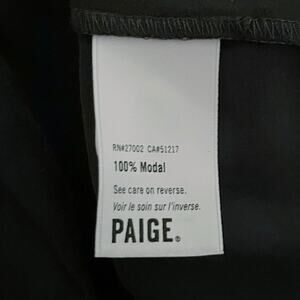 RN#27002 CA#51217
100% Modal
See care on reverse.
Voir le soin sur l'inverse.
PAIGE®